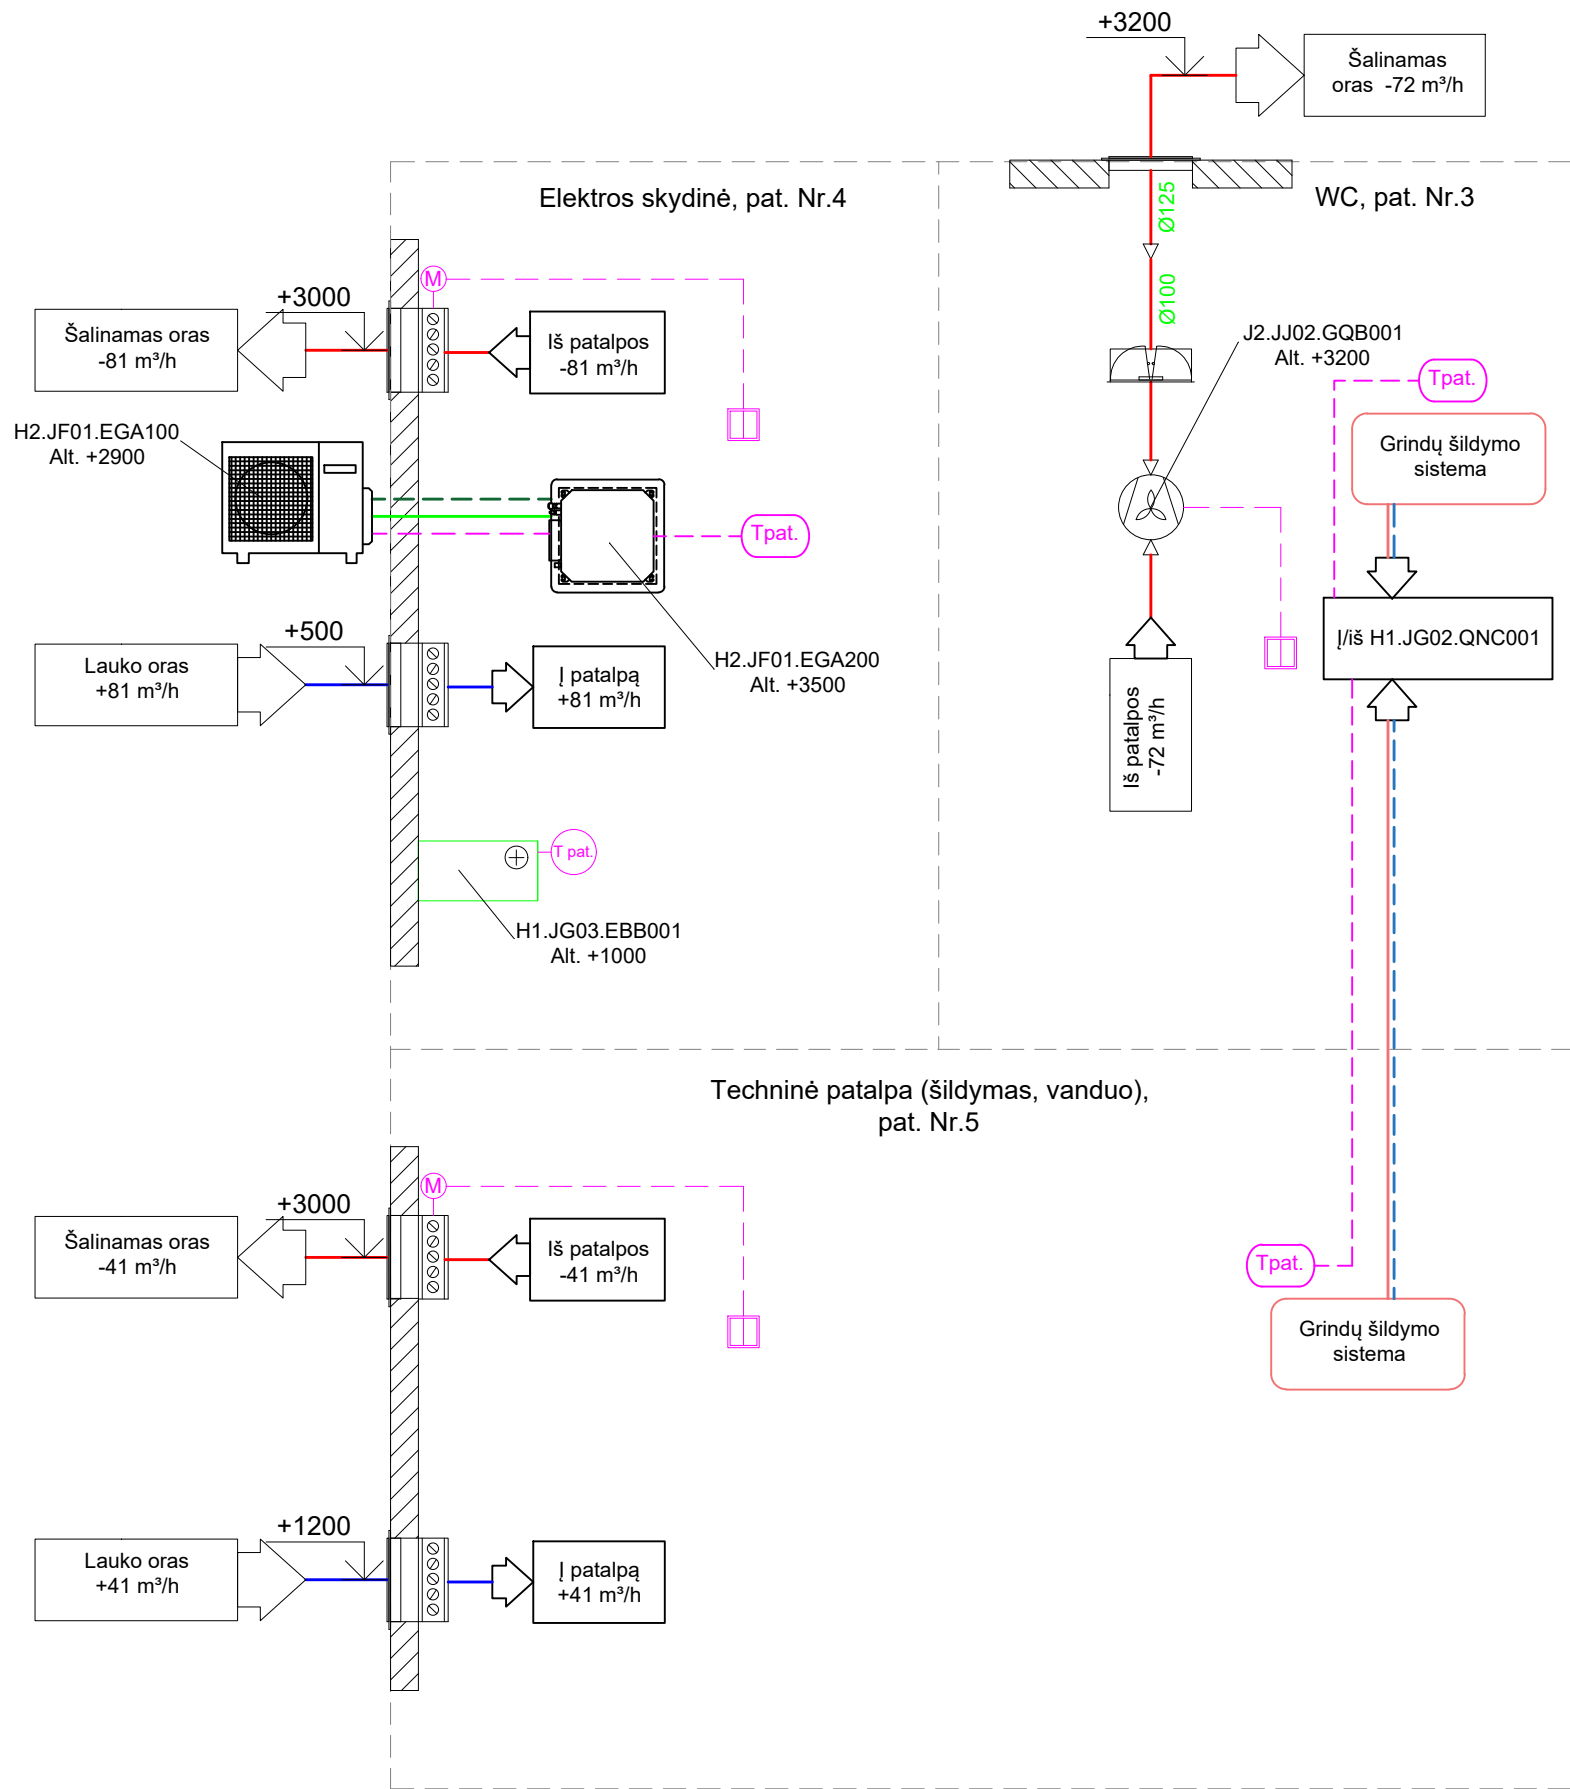 +3200
Šalinamas
oras -72 m³/h
Elektros skydinė, pat. Nr.4
WC, pat. Nr.3
Ø125
Ø100
M
+3000
Šalinamas oras
-81 m³/h
Iš patalpos
-81 m³/h
J2.JJ02.GQB001
Alt. +3200
Tpat.
Grindų šildymo
sistema
H2.JF01.EGA100
Alt. +2900
Tpat.
+500
Lauko oras
+81 m³/h
Į patalpą
+81 m³/h
H2.JF01.EGA200
Alt. +3500
Iš patalpos
-72 m³/h
Į/iš H1.JG02.QNC001
T pat.
H1.JG03.EBB001
Alt. +1000
Techninė patalpa (šildymas, vanduo),
pat. Nr.5
M
+3000
Šalinamas oras
-41 m³/h
Iš patalpos
-41 m³/h
Tpat.
Grindų šildymo
sistema
+1200
Lauko oras
+41 m³/h
Į patalpą
+41 m³/h